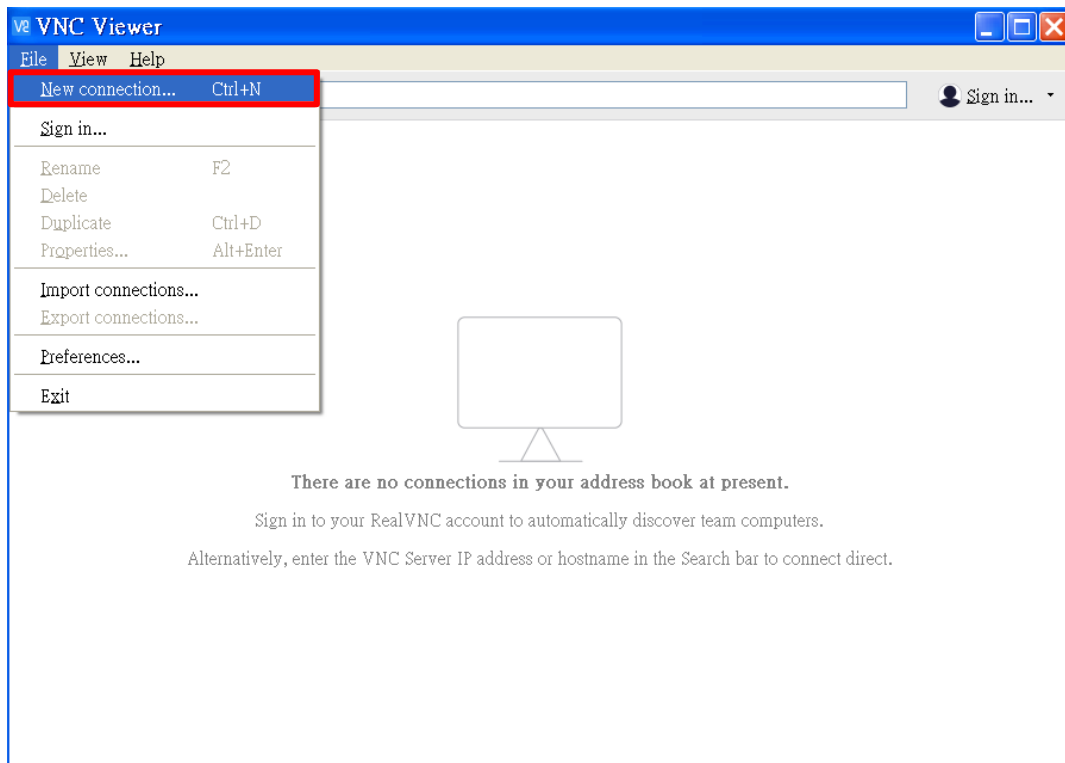 VNC Viewer
File View Help
New connection... Ctrl+N
Sign in...
Sign in...
Rename F2
Delete
Duplicate Ctrl+D
Properties... Alt+Enter
Import connections...
Export connections...
Preferences...
Exit
There are no connections in your address book at present.
Sign in to your RealVNC account to automatically discover team computers.
Alternatively, enter the VNC Server IP address or hostname in the Search bar to connect direct.